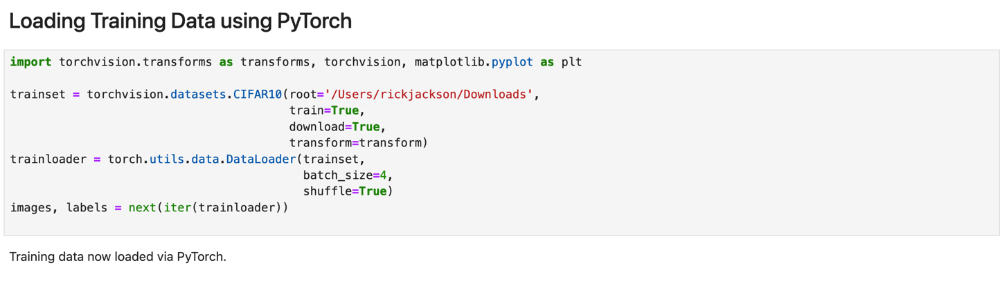 Loading Training Data using PyTorch
import torchvision.transforms as transforms, torchvision, matplotlib.pyplot as plt
trainset = torchvision.datasets.CIFAR10(root='/Users/rickjackson/Downloads',
train=True,
download=True,
transform=transform)
trainloader = torch.utils.data.DataLoader(trainset,
batch_size=4,
shuffle=True)
images, labels = next(iter(trainloader))
Training data now loaded via PyTorch.